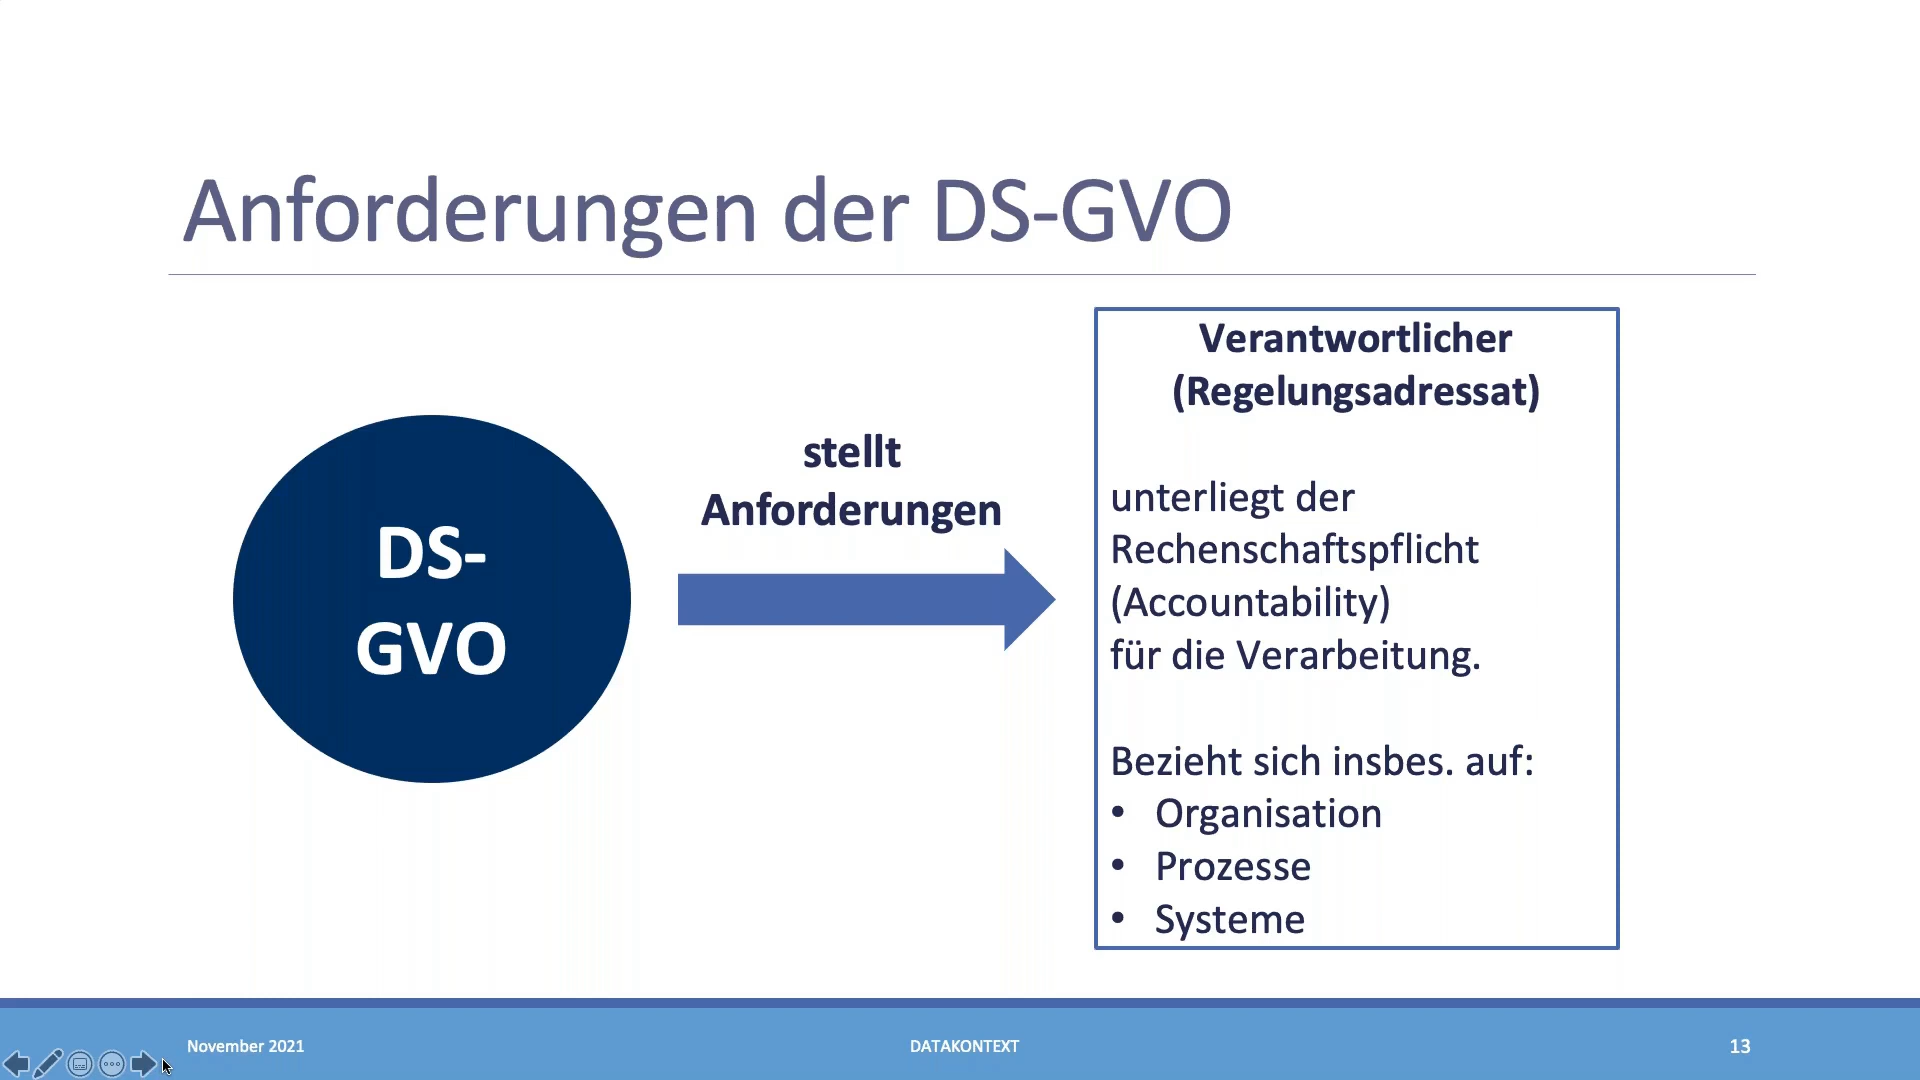 Anforderungen der DS-GVO
DS-
GVO
stellt
Anforderungen
Verantwortlicher
(Regelungsadressat)
unterliegt der
Rechenschaftspflicht
(Accountability)
für die Verarbeitung.
Bezieht sich insbes. auf:
• Organisation
• Prozesse
• Systeme
November 2021
DATAKONTEXT
13